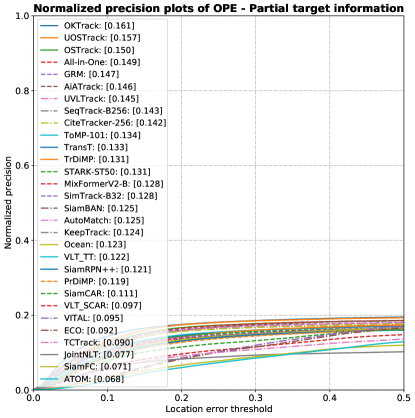 Normalized precision plots of OPE - Partial target information
1.0
0.8
0.6
0.4
0.2
0.0
Normalized precision
OKTrack: [0.161]
UOSTrack: [0.157]
OSTrack: [0.150]
All-in-One: [0.149]
GRM: [0.147]
AiATrack: [0.146]
UVLTrack: [0.145]
SeqTrack-B256: [0.143]
CiteTracker-256: [0.142]
ToMP-101: [0.134]
TransT: [0.133]
TrDiMP: [0.131]
STARK-ST50: [0.131]
MixFormerV2-B: [0.128]
SimTrack-B32: [0.128]
SiamBAN: [0.125]
AutoMatch: [0.125]
KeepTrack: [0.124]
Ocean: [0.123]
VLT_TT: [0.122]
SiamRPN++: [0.121]
PrDiMP: [0.119]
SiamCAR: [0.111]
VLT_SCAR: [0.097]
VITAL: [0.095]
ECO: [0.092]
TCTrack: [0.090]
JointNLT: [0.077]
SiamFC: [0.071]
ATOM: [0.068]
0.0 0.1 0.2 0.3 0.4 0.5
Location error threshold